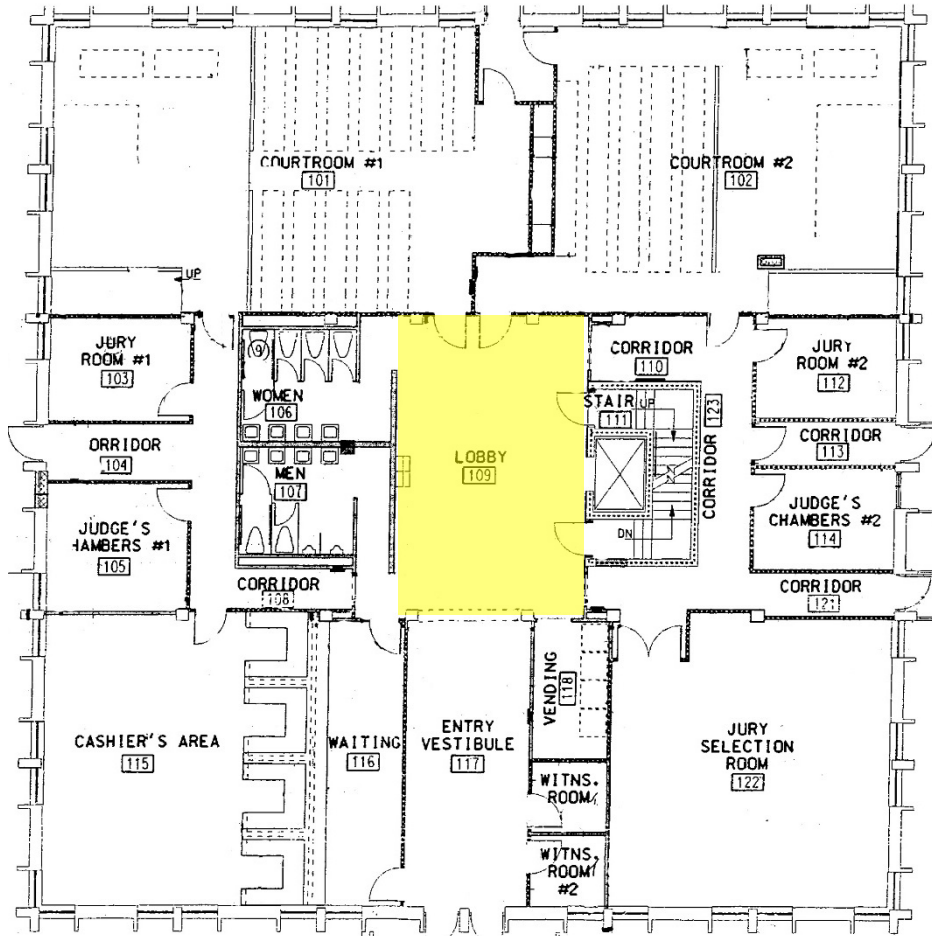 COURTROOM #1
101
COURTROOM #2
102
UP
JURY
ROOM #1
103
CORRIDOR
110
JURY
ROOM #2
112
WOMEN
106
STAIR
111
UP
123
CORRIDOR
ORRIDOR
104
MEN
107
LOBBY
109
CORRIDOR
113
JUDGE'S
HAMBERS #1
105
DN
JUDGE'S
CHAMBERS #2
114
CORRIDOR
108
CORRIDOR
121
CASHIER'S AREA
115
WAITING
116
ENTRY
VESTIBULE
117
VENDING
118
JURY
SELECTION
ROOM
122
WITNS.
ROOM
WITNS.
ROOM
#2